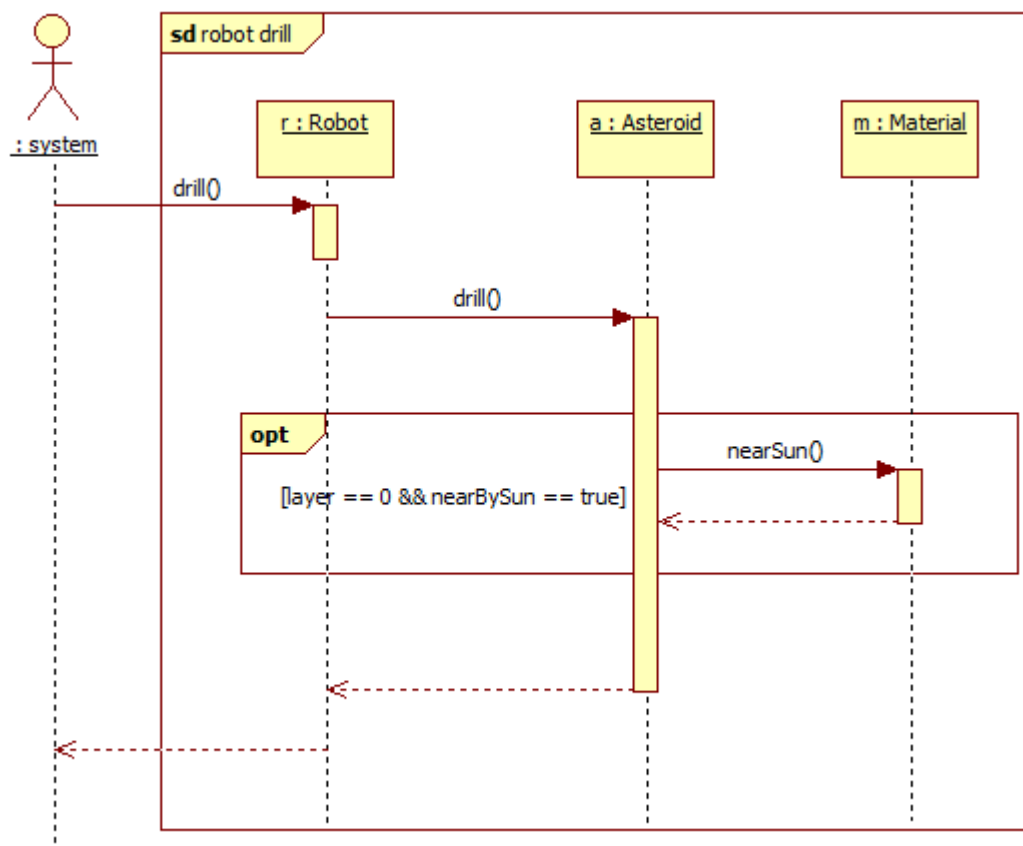 sd robot drill
: system
r : Robot
a : Asteroid
m : Material
drill()
drill()
opt
nearSun()
[layer == 0 && nearBySun == true]